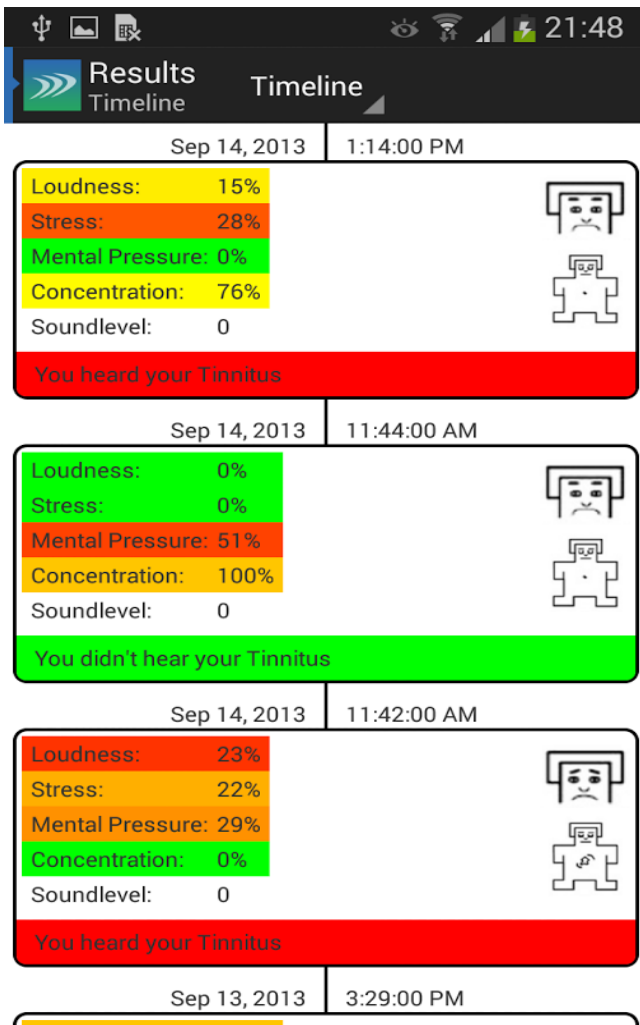 21:48
Results
Timeline
Timeline
Sep 14, 2013 1:14:00 PM
Loudness: 15%
Stress: 28%
Mental Pressure: 0%
Concentration: 76%
Soundlevel: 0
You heard your Tinnitus
Sep 14, 2013 11:44:00 AM
Loudness: 0%
Stress: 0%
Mental Pressure: 51%
Concentration: 100%
Soundlevel: 0
You didn't hear your Tinnitus
Sep 14, 2013 11:42:00 AM
Loudness: 23%
Stress: 22%
Mental Pressure: 29%
Concentration: 0%
Soundlevel: 0
You heard your Tinnitus
Sep 13, 2013 3:29:00 PM